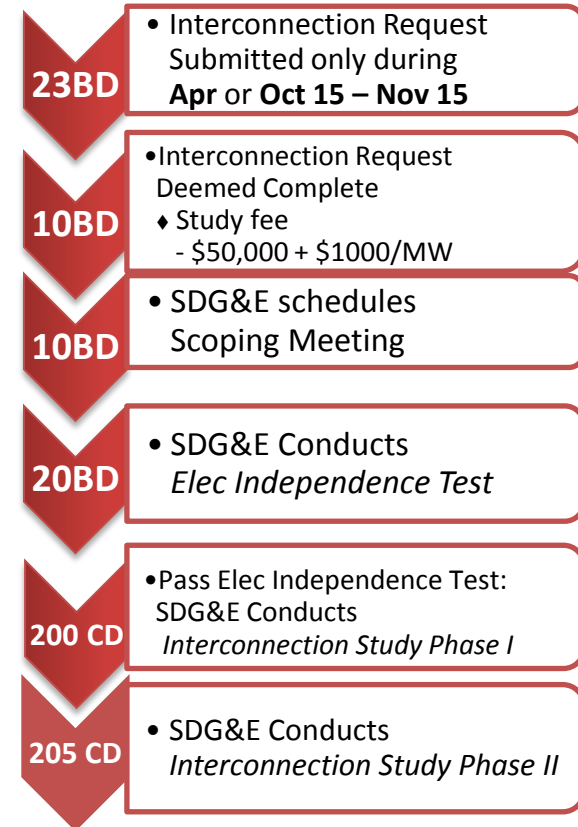 23BD
• Interconnection Request
Submitted only during
Apr or Oct 15 – Nov 15
10BD
•Interconnection Request
Deemed Complete
♦ Study fee
- $50,000 + $1000/MW
10BD
• SDG&E schedules
Scoping Meeting
20BD
• SDG&E Conducts
Elec Independence Test
200 CD
•Pass Elec Independence Test:
SDG&E Conducts
Interconnection Study Phase I
205 CD
• SDG&E Conducts
Interconnection Study Phase II